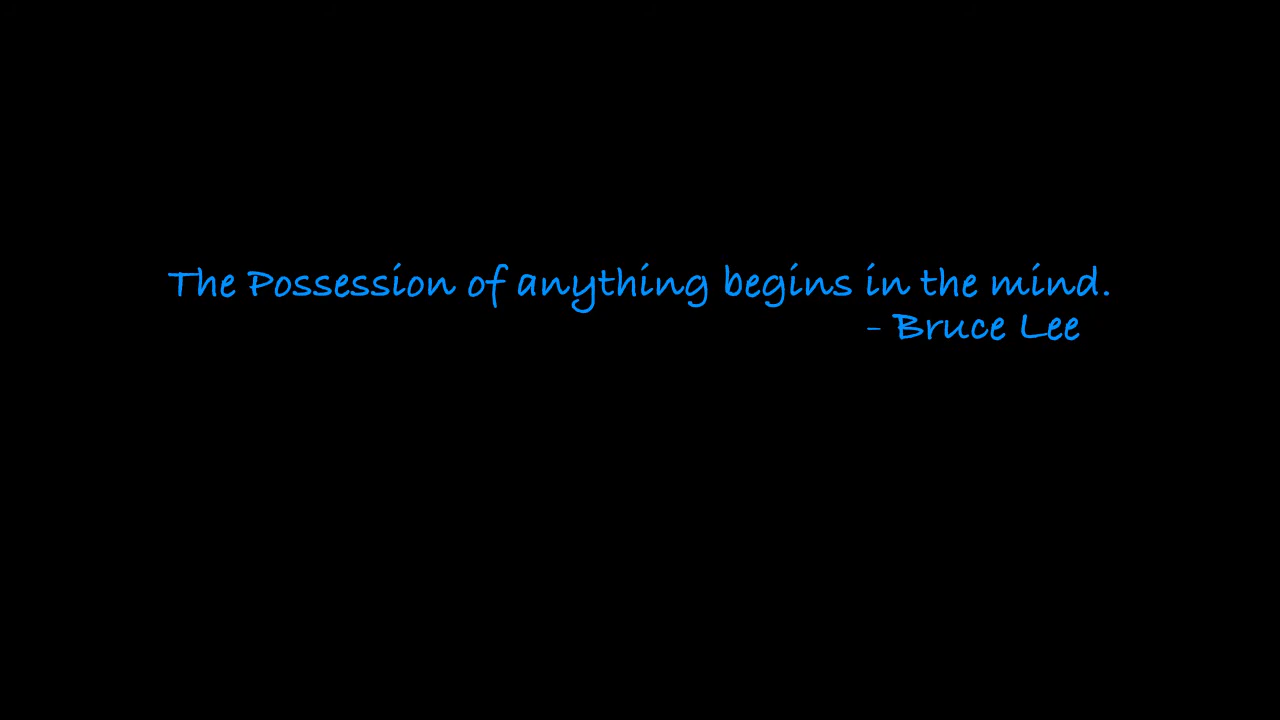 The Possession of anything begins in the mind.
- Bruce Lee